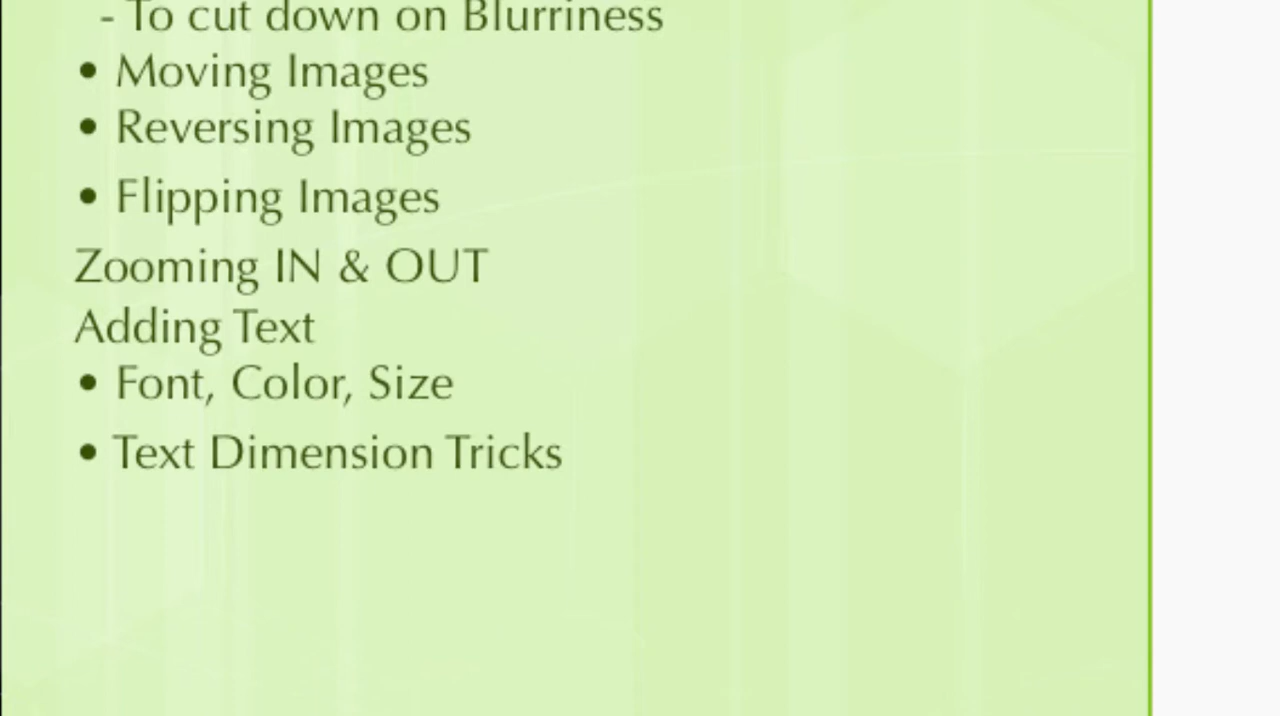 - To cut down on Blurriness
• Moving Images
• Reversing Images
• Flipping Images
Zooming IN & OUT
Adding Text
• Font, Color, Size
• Text Dimension Tricks